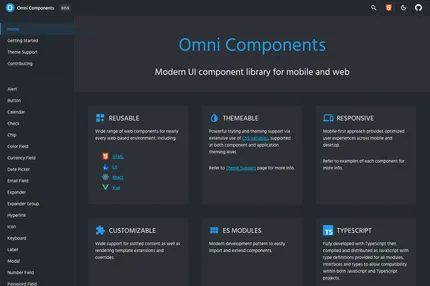 Omni Components
Home
Getting Started
Theme Support
Contributing
Alert
Button
Calendar
Check
Chip
Color Field
Currency Field
Date Picker
Email Field
Expander
Expander Group
Hyperlink
Icon
Keyboard
Label
Modal
Number Field
Omni Components
Modern UI component library for mobile and web
REUSABLE
Wide range of web components for nearly
every web-based environment, including:
HTML
Lit
React
Vue
THEMEABLE
Powerful styling and theming support via
extensive use of CSS variables, supported
at both component and application
theming level
Refer to Theme Support page for more info.
RESPONSIVE
Mobile-first approach provides optimized
user experiences across mobile and
desktop.
Refer to examples of each component for
more info.
CUSTOMIZABLE
Wide support for slotted content as well as
rendering template extensions and
overrides.
ES MODULES
Modern development pattern to easily,
import and extend components.
TS TYPESCRIPT
Fully developed with TypeScript then
compiled and distributed as JavaScript with
type definitions provided for all modules,
interfaces and types to allow compatibility
within both JavaScript and TypeScript
projects.